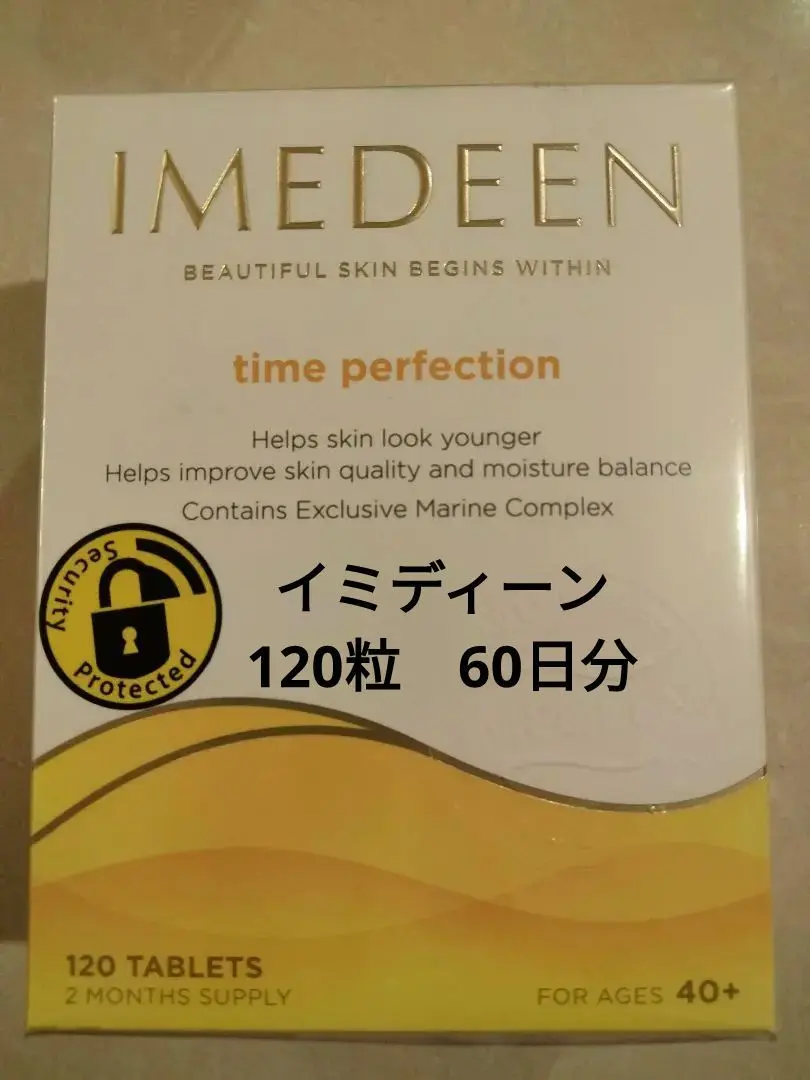 IMEDEEN
BEAUTIFUL SKIN BEGINS WITHIN
time perfection
Helps skin look younger
Helps improve skin quality and moisture balance
Contains Exclusive Marine Complex
Security
Protected
イミディーン
120粒　60日分
120 TABLETS
2 MONTHS SUPPLY
FOR AGES 40+